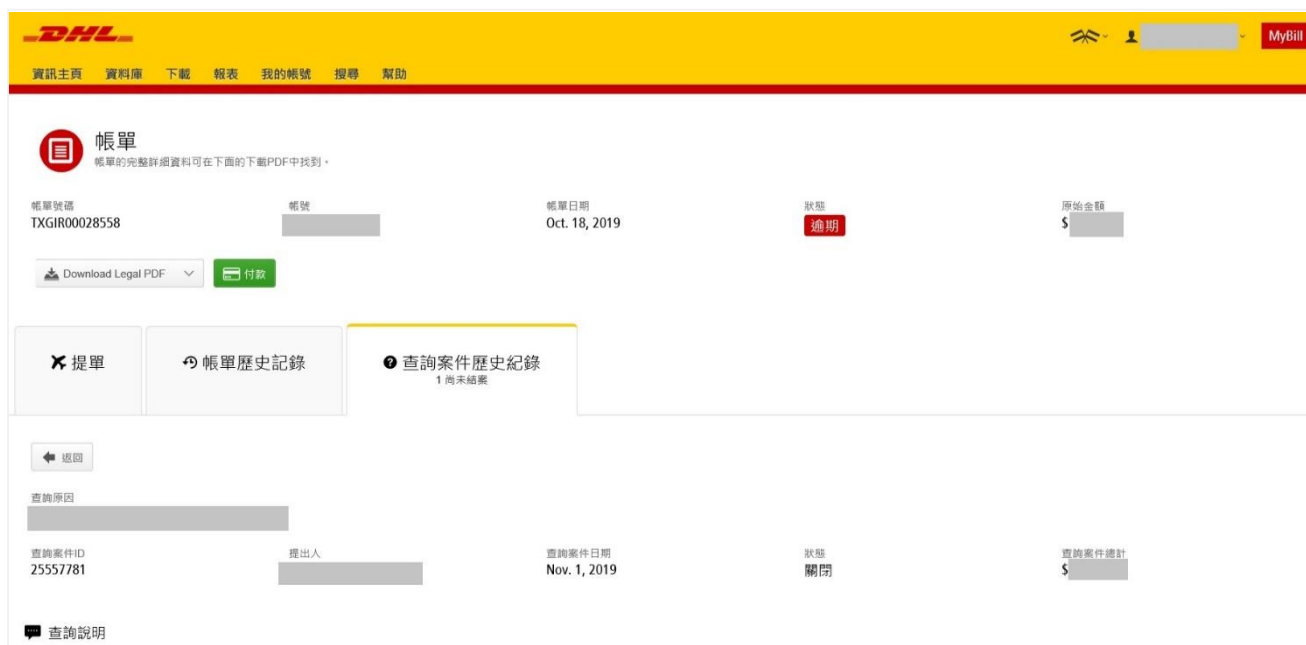 DHL
MyBill
資訊主頁 資料庫 下載 報表 我的帳號 搜尋 幫助
帳單
帳單的完整詳細資料可在下面的下載PDF中找到。
帳單號碼 帳號 帳單日期 狀態 原始金額
TXGIR00028558 Oct. 18, 2019 逾期 $
Download Legal PDF 付款
提單 帳單歷史記錄 查詢案件歷史紀錄
1 尚未結案
返回
查詢原因
查詢案件ID 提出人 查詢案件日期 狀態 查詢案件總計
25557781 Nov. 1, 2019 關閉 $
查詢說明